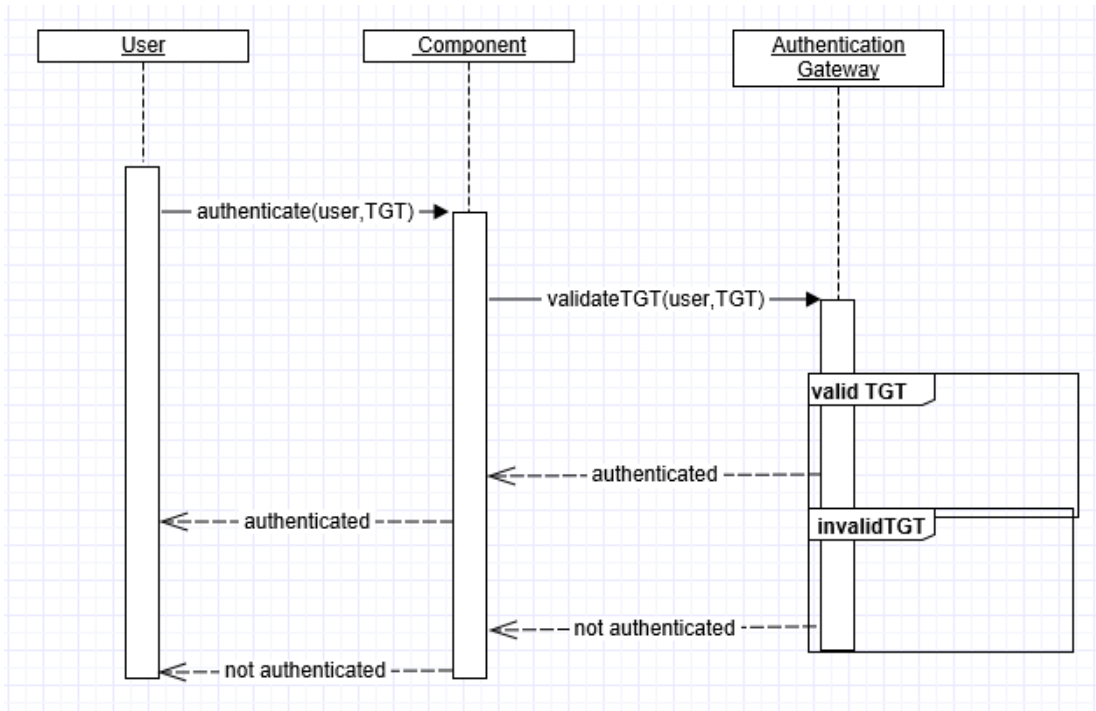 User
Component
Authentication
Gateway
authenticate(user,TGT)
validateTGT(user,TGT)
valid TGT
authenticated
authenticated
invalidTGT
not authenticated
not authenticated